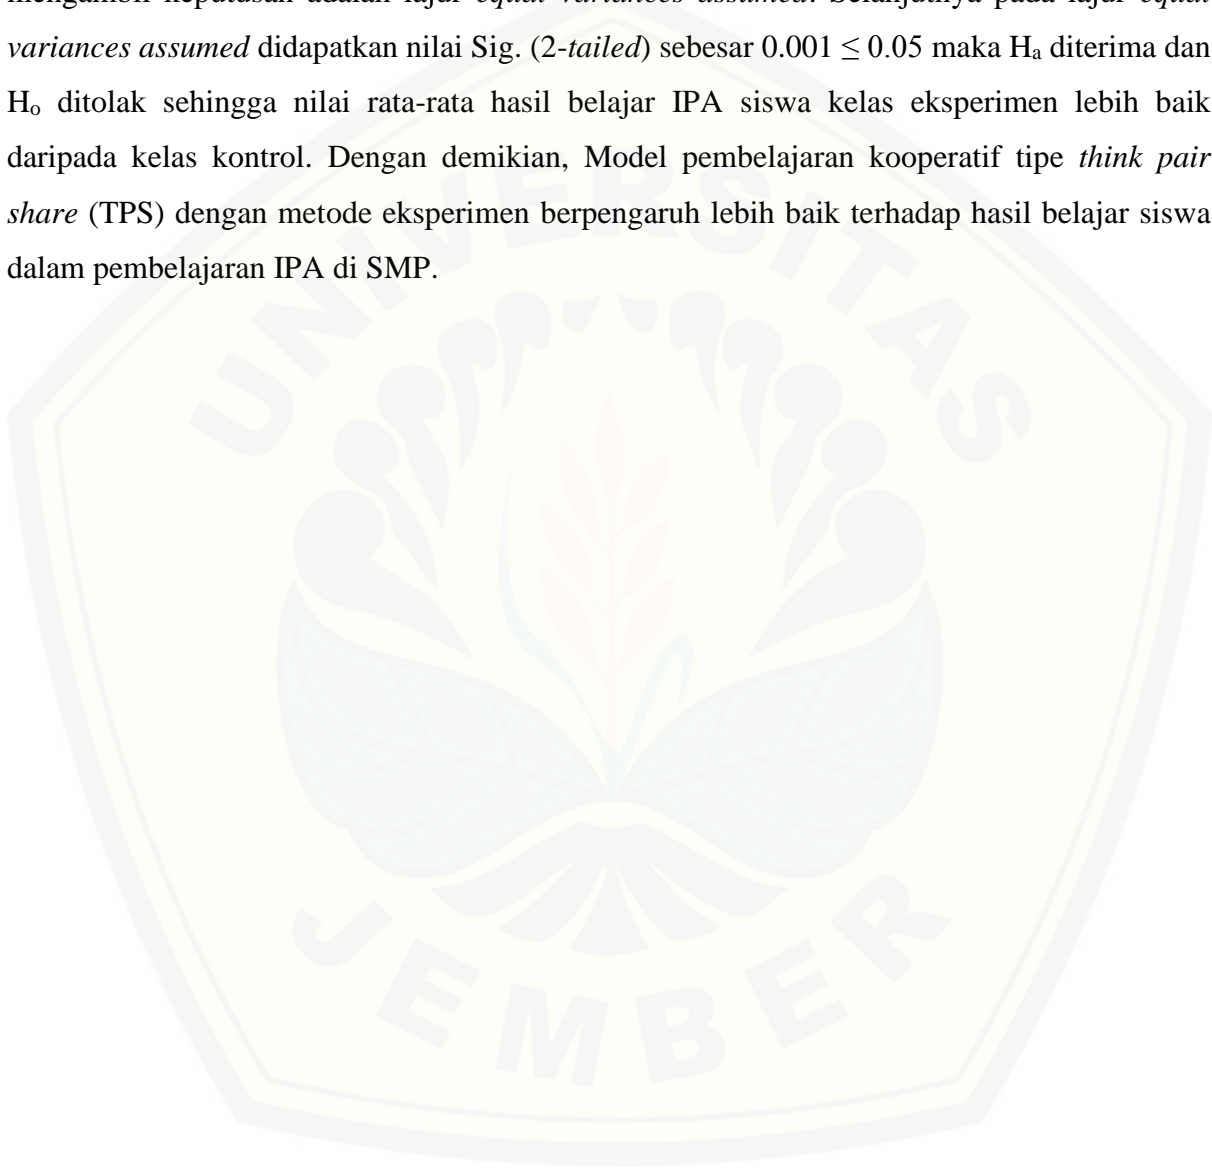 mengambil keputusan adalah lajur equal variances assumed. Selanjutnya pada lajur equal
variances assumed didapatkan nilai Sig. (2-tailed) sebesar 0.001 ≤ 0.05 maka Hₐ diterima dan
Hₒ ditolak sehingga nilai rata-rata hasil belajar IPA siswa kelas eksperimen lebih baik
daripada kelas kontrol. Dengan demikian, Model pembelajaran kooperatif tipe think pair
share (TPS) dengan metode eksperimen berpengaruh lebih baik terhadap hasil belajar siswa
dalam pembelajaran IPA di SMP.
UNIVERSITAS
JEMBER